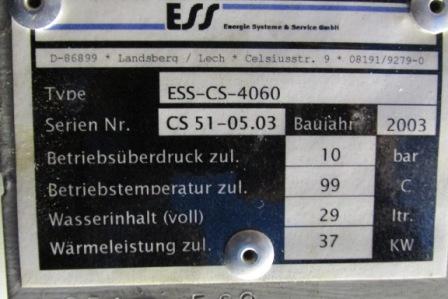 ESS Energie Systeme & Service GmbH
D-86899 * Landsberg / Lech * Celsiusstr. 9 * 08191/9279-0
Type ESS-CS-4060
Serien Nr. CS 51-05.03 Baujahr 2003
Betriebsüberdruck zul. 10 bar
Betriebstemperatur zul. 99 C
Wasserinhalt (voll) 29 ltr.
Wärmeleistung zul. 37 KW